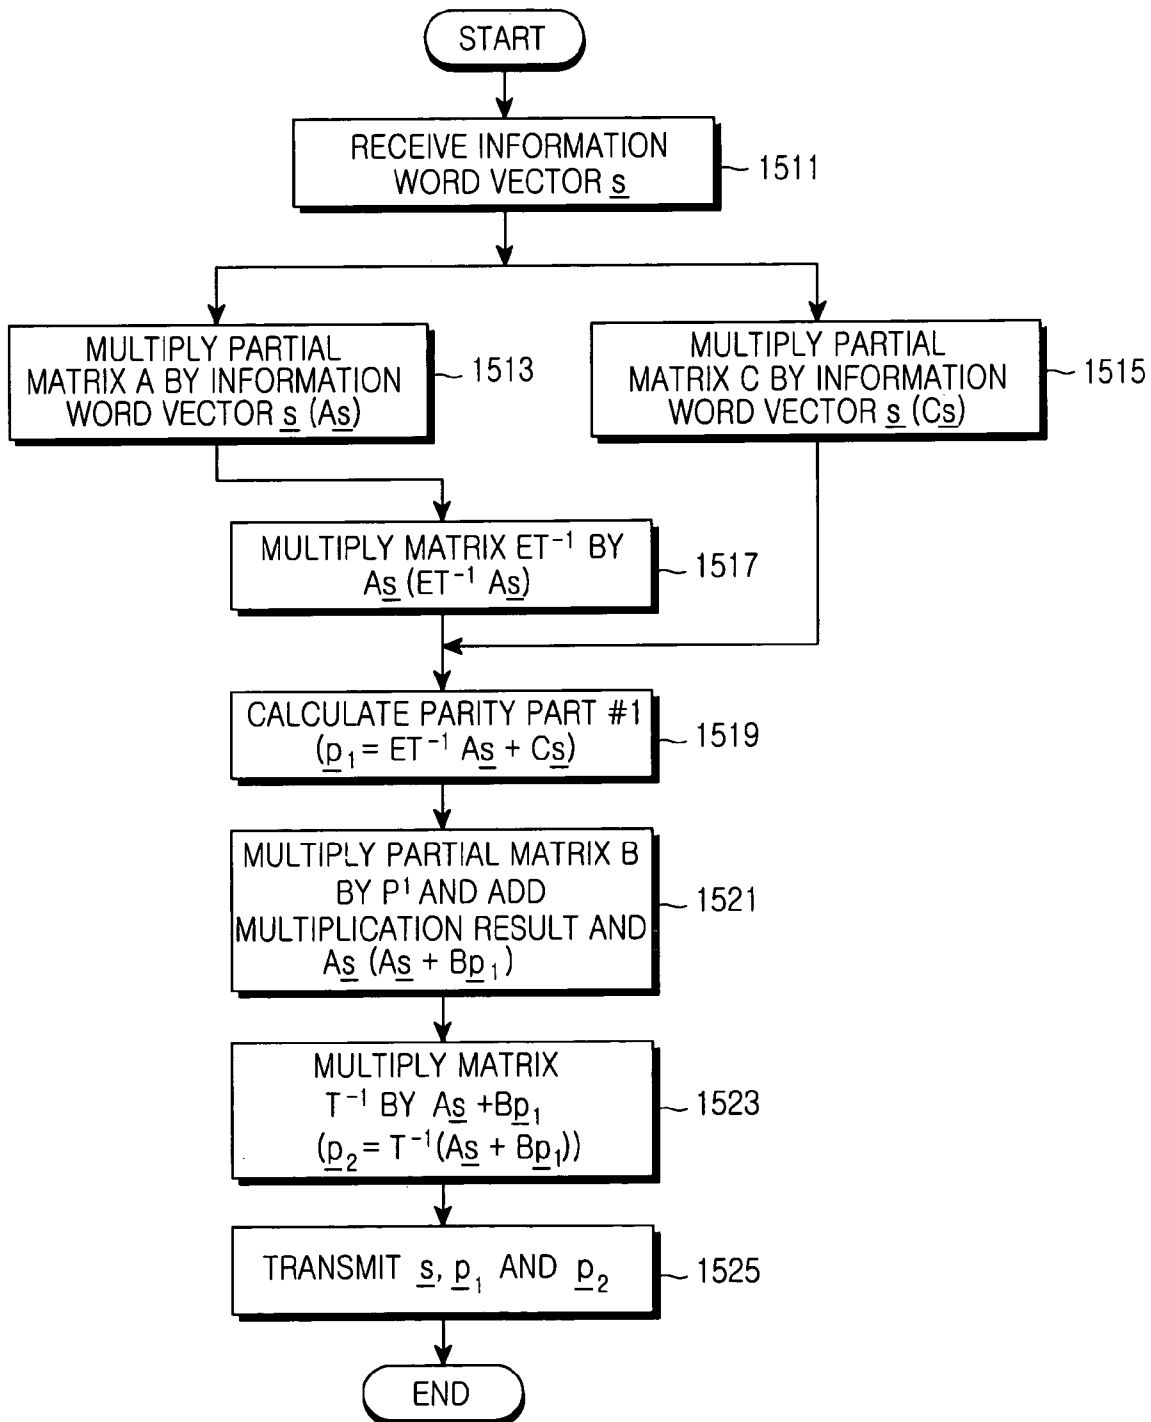 START
RECEIVE INFORMATION
WORD VECTOR s
1511
MULTIPLY PARTIAL
MATRIX A BY INFORMATION
WORD VECTOR s (As)
1513
MULTIPLY PARTIAL
MATRIX C BY INFORMATION
WORD VECTOR s (Cs)
1515
MULTIPLY MATRIX ET⁻¹ BY
As (ET⁻¹ As)
1517
CALCULATE PARITY PART #1
(p₁ = ET⁻¹ As + Cs)
1519
MULTIPLY PARTIAL MATRIX B
BY P¹ AND ADD
MULTIPLICATION RESULT AND
As (As + Bp₁)
1521
MULTIPLY MATRIX
T⁻¹ BY As +Bp₁
(p₂ = T⁻¹(As + Bp₁))
1523
TRANSMIT s, p₁ AND p₂
1525
END